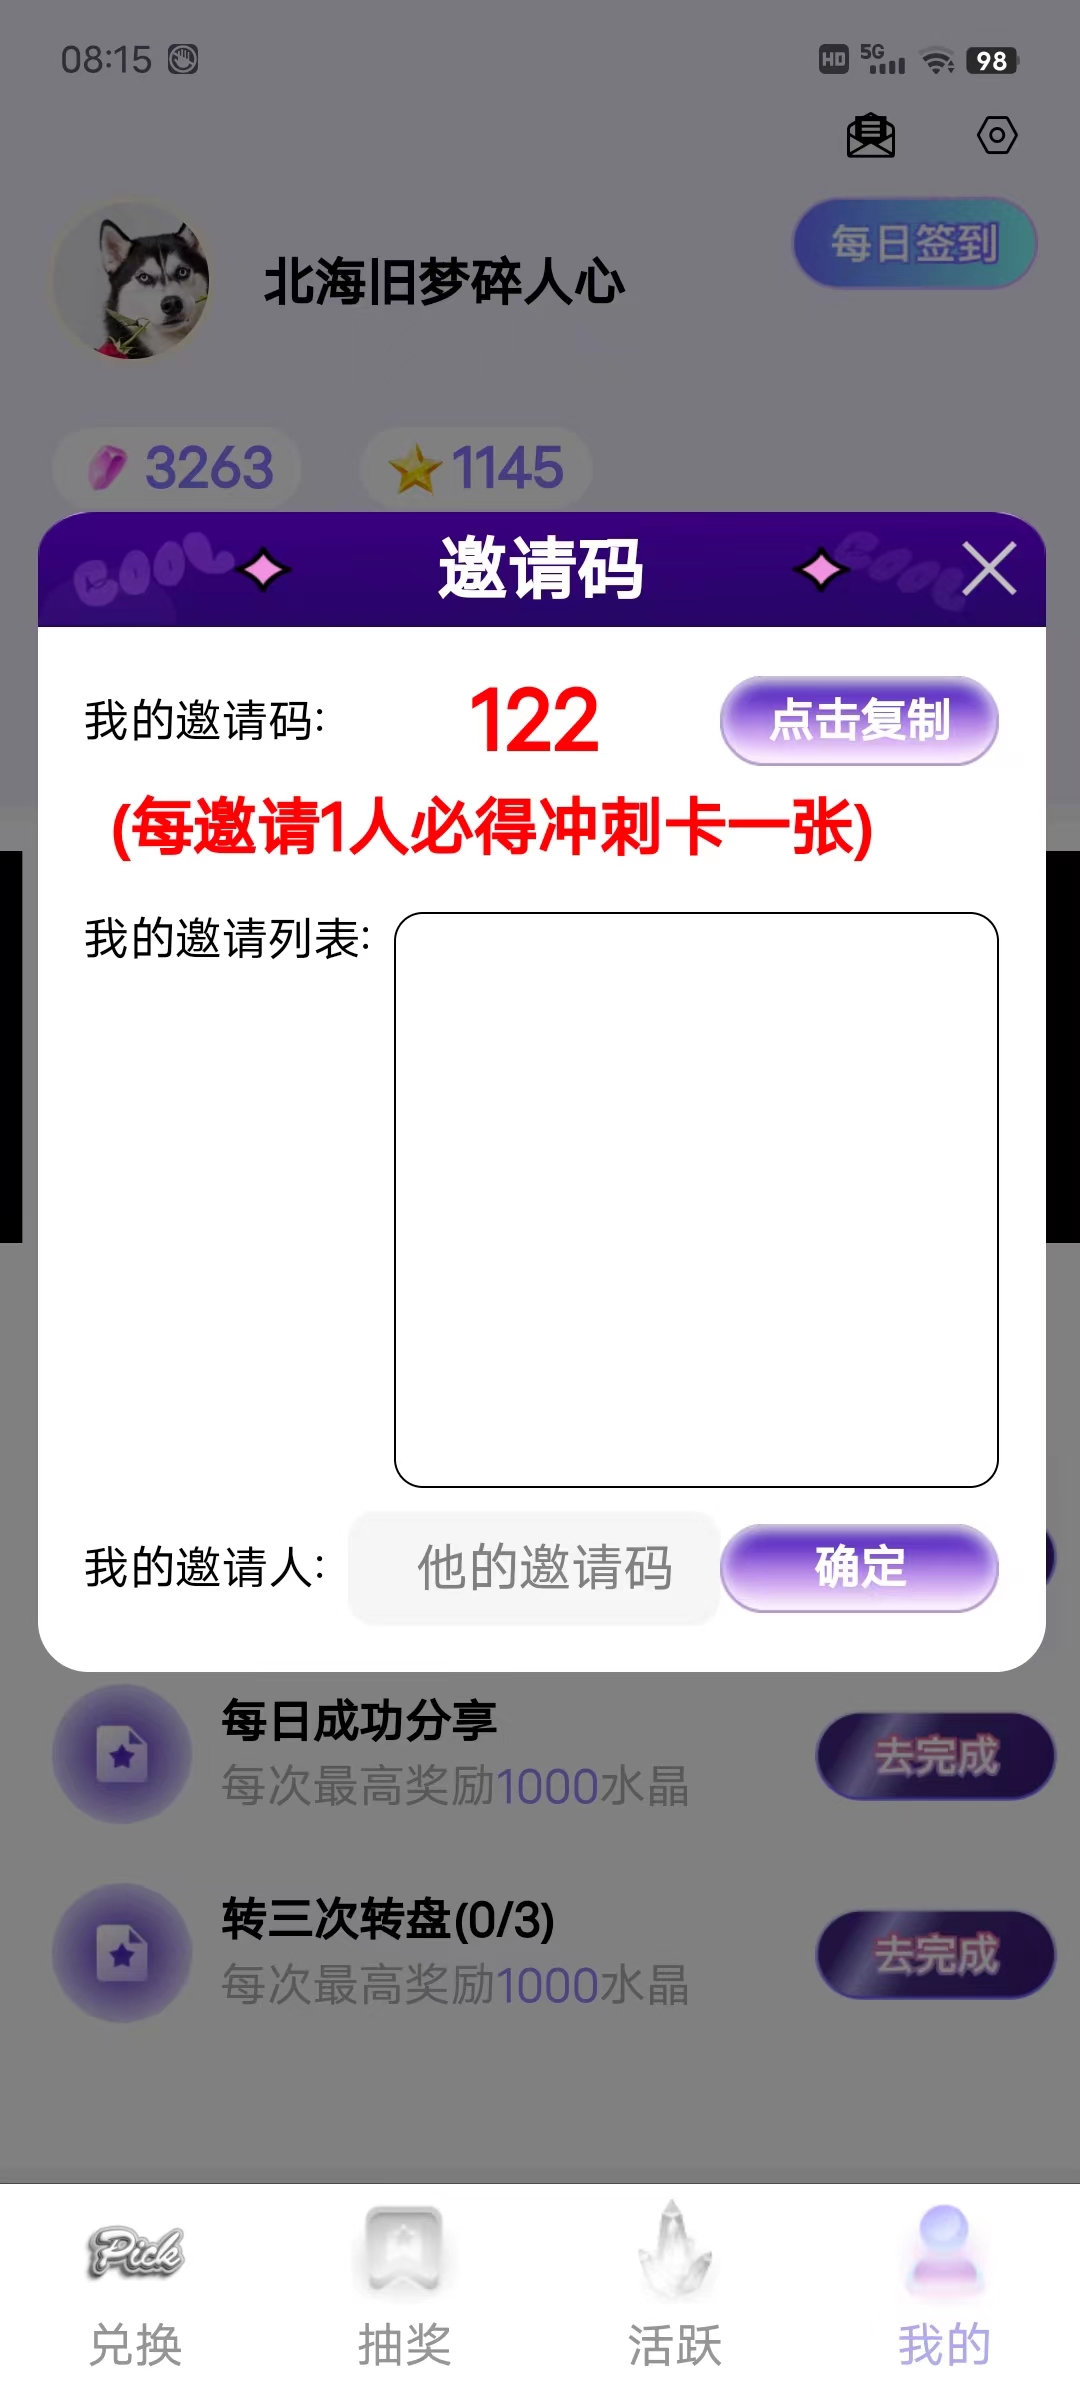 08:15
HD 5G 98
每日签到
北海旧梦碎人心
3263 1145
COOL 邀请码 COOL
我的邀请码: 122 点击复制
(每邀请1人必得冲刺卡一张)
我的邀请列表:
我的邀请人: 他的邀请码 确定
每日成功分享
每次最高奖励1000水晶
去完成
转三次转盘(0/3)
每次最高奖励1000水晶
去完成
Pick
兑换 抽奖 活跃 我的